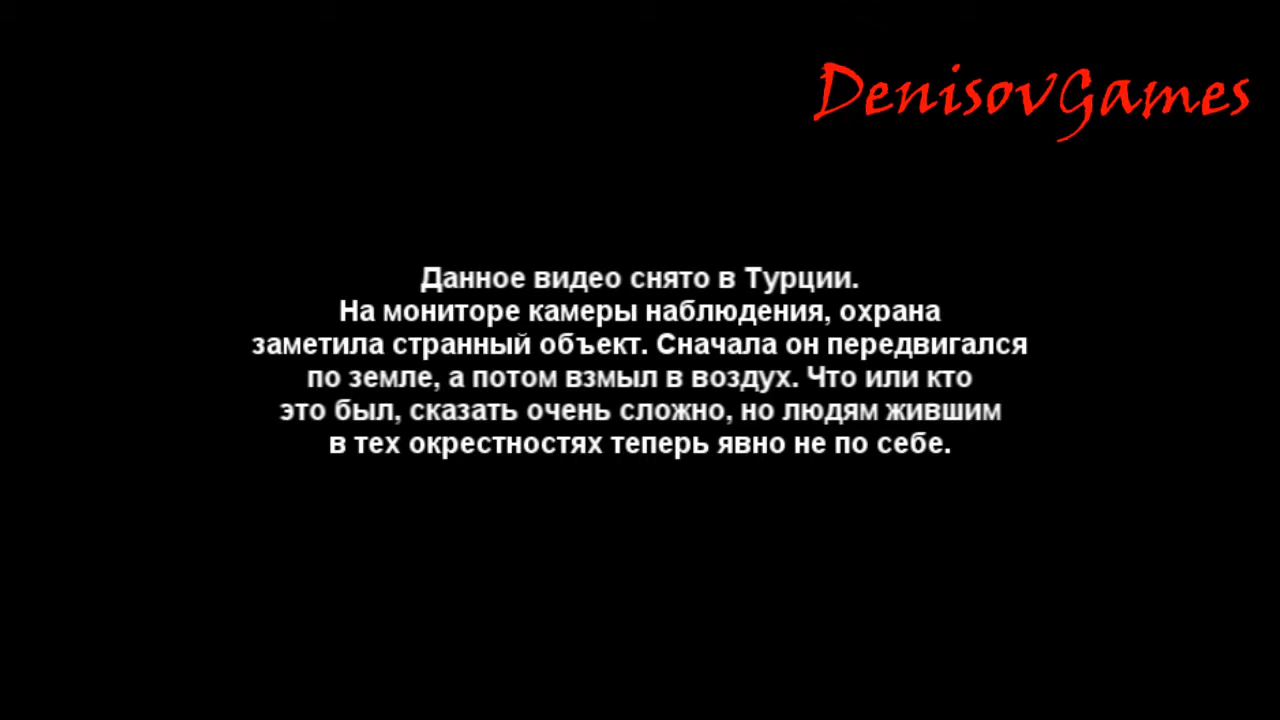 DenisovGames
Данное видео снято в Турции.
На мониторе камеры наблюдения, охрана
заметила странный объект. Сначала он передвигался
по земле, а потом взмыл в воздух. Что или кто
это был, сказать очень сложно, но людям жившим
в тех окрестностях теперь явно не по себе.